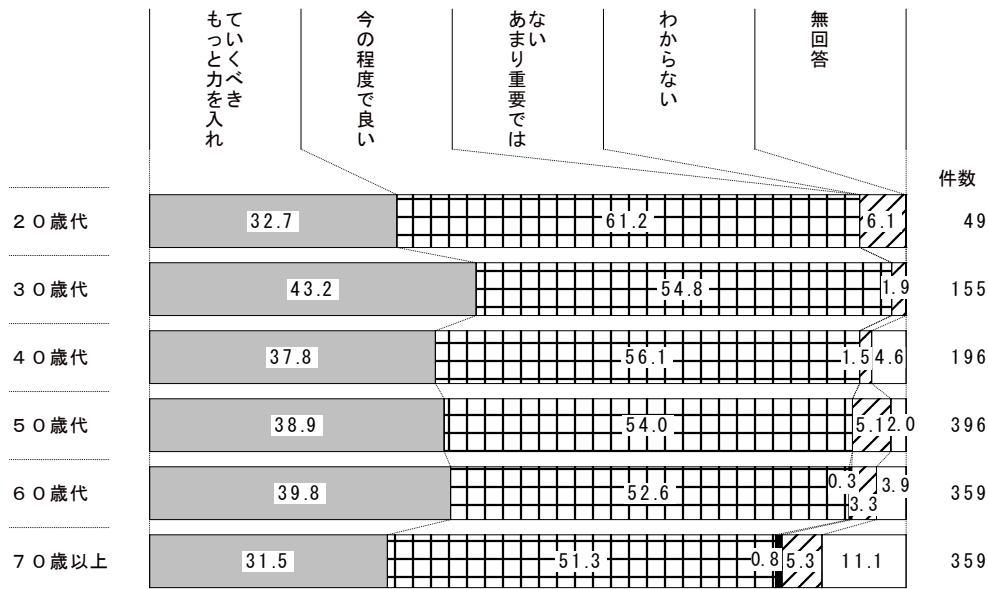 もっと力を入れ
ていくべき
今の程度で良い
あまり重要では
ない
わからない
無回答
件数
２０歳代 32.7 61.2 6.1 49
３０歳代 43.2 54.8 1.9 155
４０歳代 37.8 56.1 1.5 4.6 196
５０歳代 38.9 54.0 5.1 2.0 396
６０歳代 39.8 52.6 0.3 3.3 3.9 359
７０歳以上 31.5 51.3 0.8 5.3 11.1 359